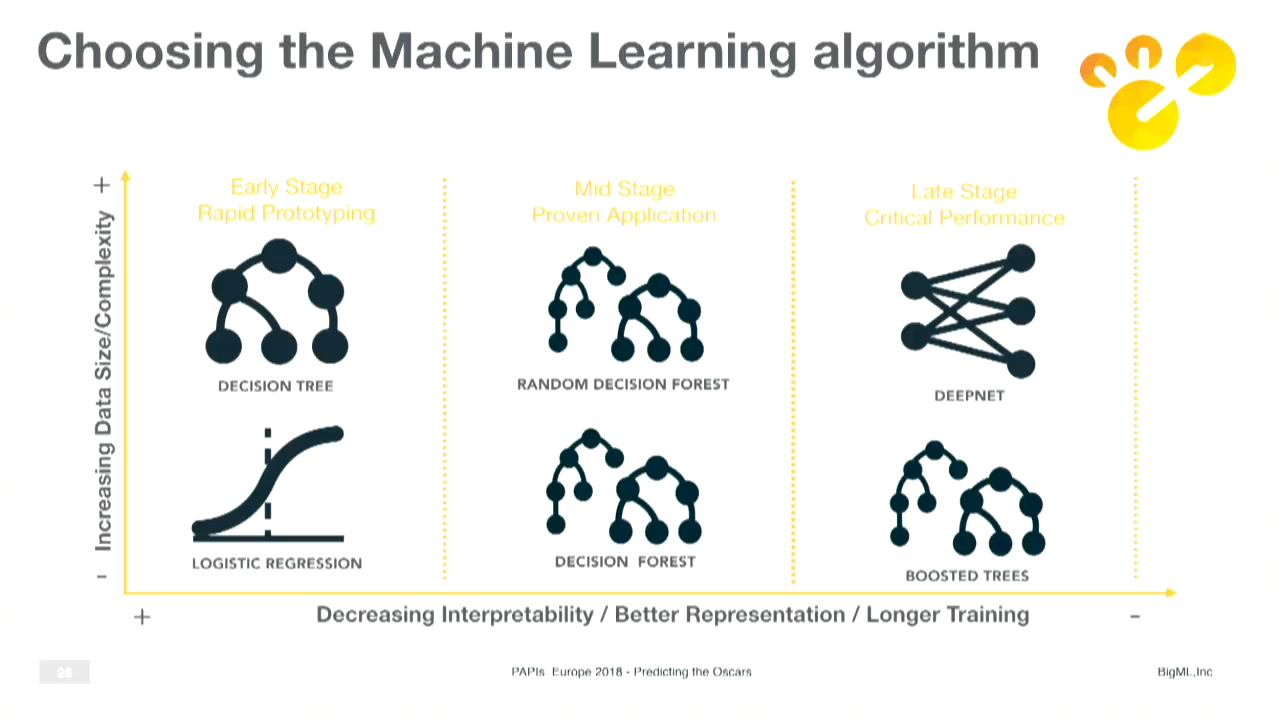 Choosing the Machine Learning algorithm
+
Increasing Data Size/Complexity
-
Early Stage
Rapid Prototyping
Mid Stage
Proven Application
Late Stage
Critical Performance
DECISION TREE
RANDOM DECISION FOREST
DEEPNET
LOGISTIC REGRESSION
DECISION FOREST
BOOSTED TREES
+
Decreasing Interpretability / Better Representation / Longer Training
-
26
PAPIs Europe 2018 - Predicting the Oscars
BigML,Inc